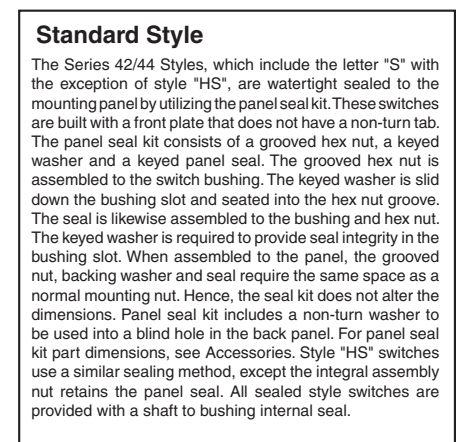 Standard Style
The Series 42/44 Styles, which include the letter "S" with
the exception of style "HS", are watertight sealed to the
mounting panel by utilizing the panel seal kit. These switches
are built with a front plate that does not have a non-turn tab.
The panel seal kit consists of a grooved hex nut, a keyed
washer and a keyed panel seal. The grooved hex nut is
assembled to the switch bushing. The keyed washer is slid
down the bushing slot and seated into the hex nut groove.
The seal is likewise assembled to the bushing and hex nut.
The keyed washer is required to provide seal integrity in the
bushing slot. When assembled to the panel, the grooved
nut, backing washer and seal require the same space as a
normal mounting nut. Hence, the seal kit does not alter the
dimensions. Panel seal kit includes a non-turn washer to
be used into a blind hole in the back panel. For panel seal
kit part dimensions, see Accessories. Style "HS" switches
use a similar sealing method, except the integral assembly
nut retains the panel seal. All sealed style switches are
provided with a shaft to bushing internal seal.